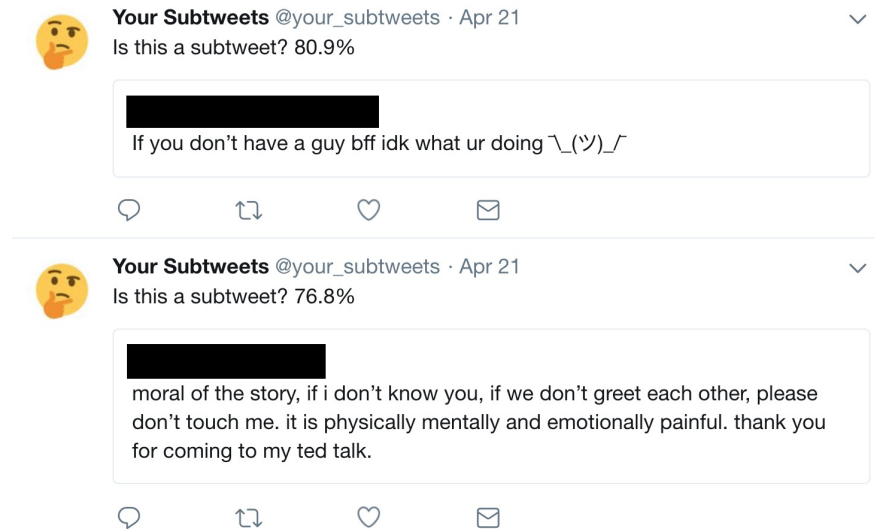 Your Subtweets @your_subtweets · Apr 21
Is this a subtweet? 80.9%
If you don’t have a guy bff idk what ur doing ¯\_(ツ)_/¯
Your Subtweets @your_subtweets · Apr 21
Is this a subtweet? 76.8%
moral of the story, if i don’t know you, if we don’t greet each other, please
don’t touch me. it is physically mentally and emotionally painful. thank you
for coming to my ted talk.